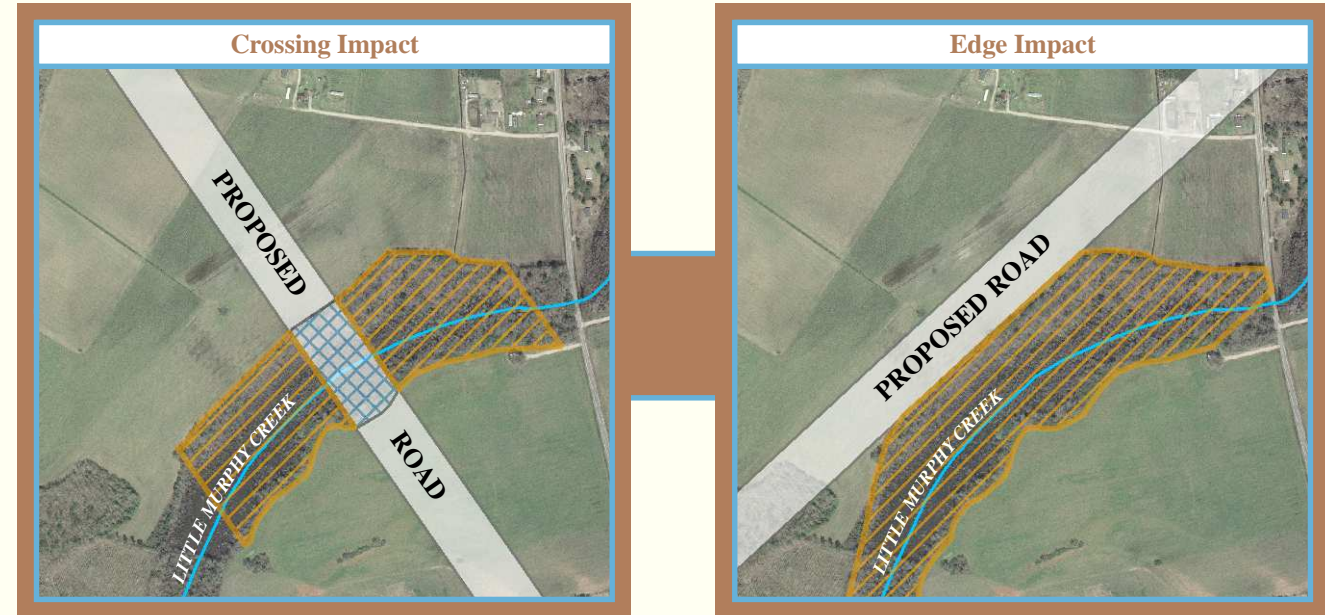 Crossing Impact
PROPOSED
ROAD
LITTLE MURPHY CREEK
Edge Impact
PROPOSED ROAD
LITTLE MURPHY CREEK